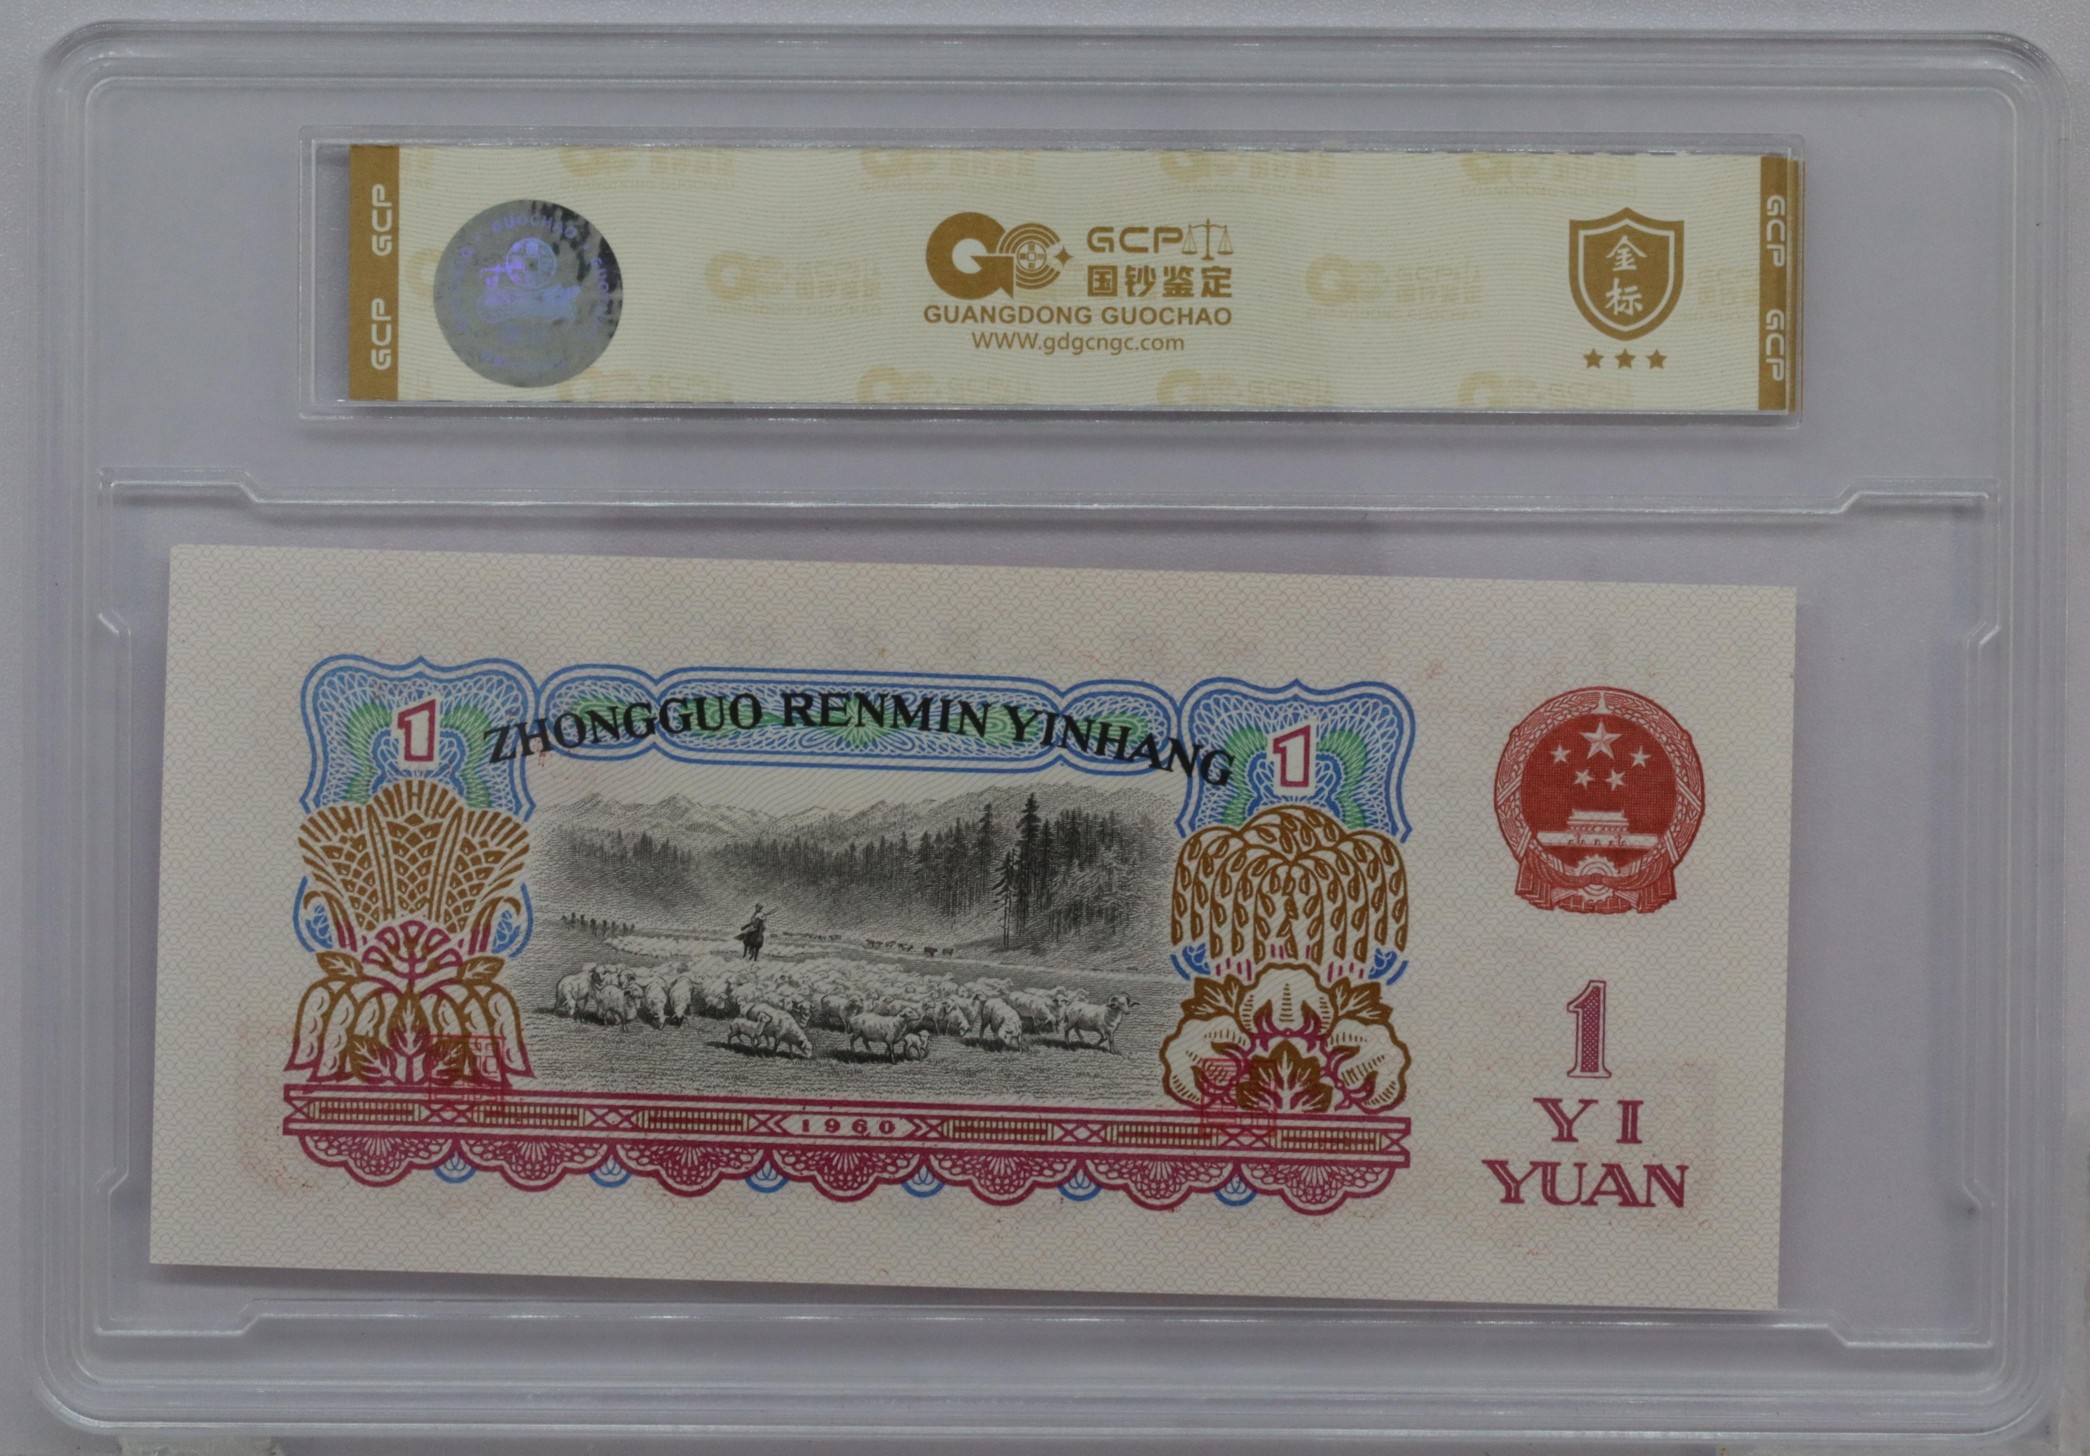 GCP GCP
GCP
国钞鉴定
GUANGDONG GUOCHAO
WWW.gdgcngc.com
金
标
GCP GCP
ZHONGGUO RENMIN YINHANG
1
1
1960
1
YI
YUAN